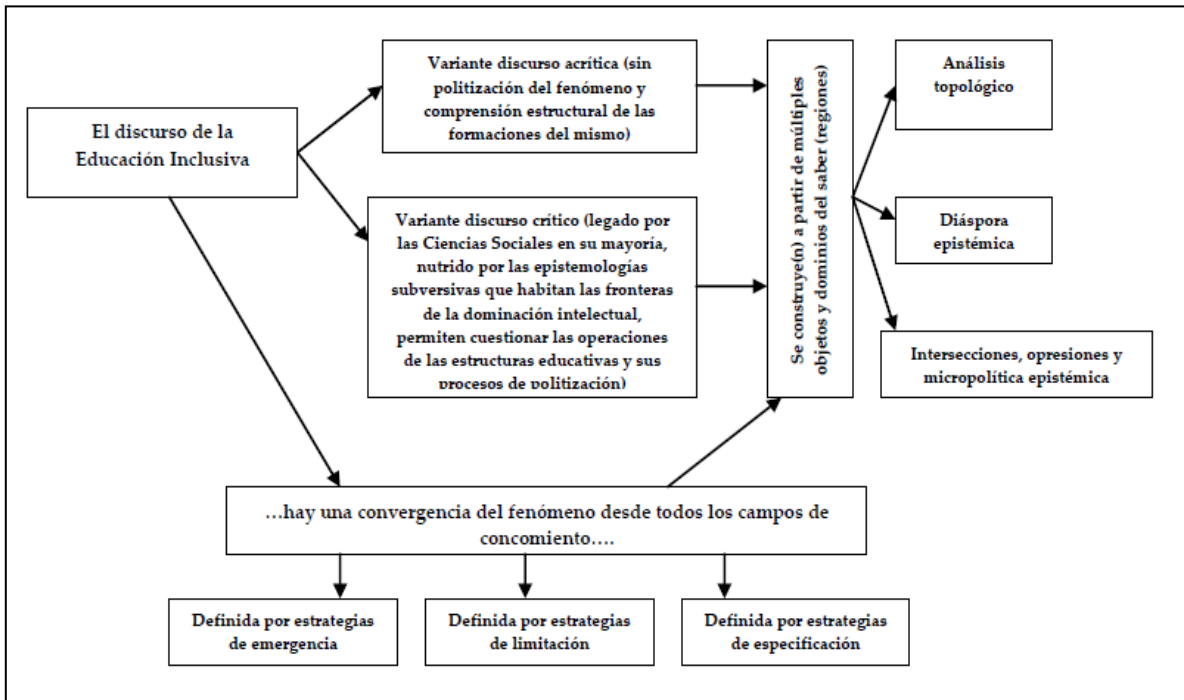 El discurso de la
Educación Inclusiva
Variante discurso acrítica (sin
politización del fenómeno y
comprensión estructural de las
formaciones del mismo)
Variante discurso crítico (legado por
las Ciencias Sociales en su mayoría,
nutrido por las epistemologías
subversivas que habitan las fronteras
de la dominación intelectual,
permiten cuestionar las operaciones
de las estructuras educativas y sus
procesos de politización)
Se construye(n) a partir de múltiples
objetos y dominios del saber (regiones)
Análisis
topológico
Diáspora
epistémica
Intersecciones, opresiones y
micropolítica epistémica
…hay una convergencia del fenómeno desde todos los campos de
concomiento….
Definida por estrategias
de emergencia
Definida por estrategias
de limitación
Definida por estrategias
de especificación